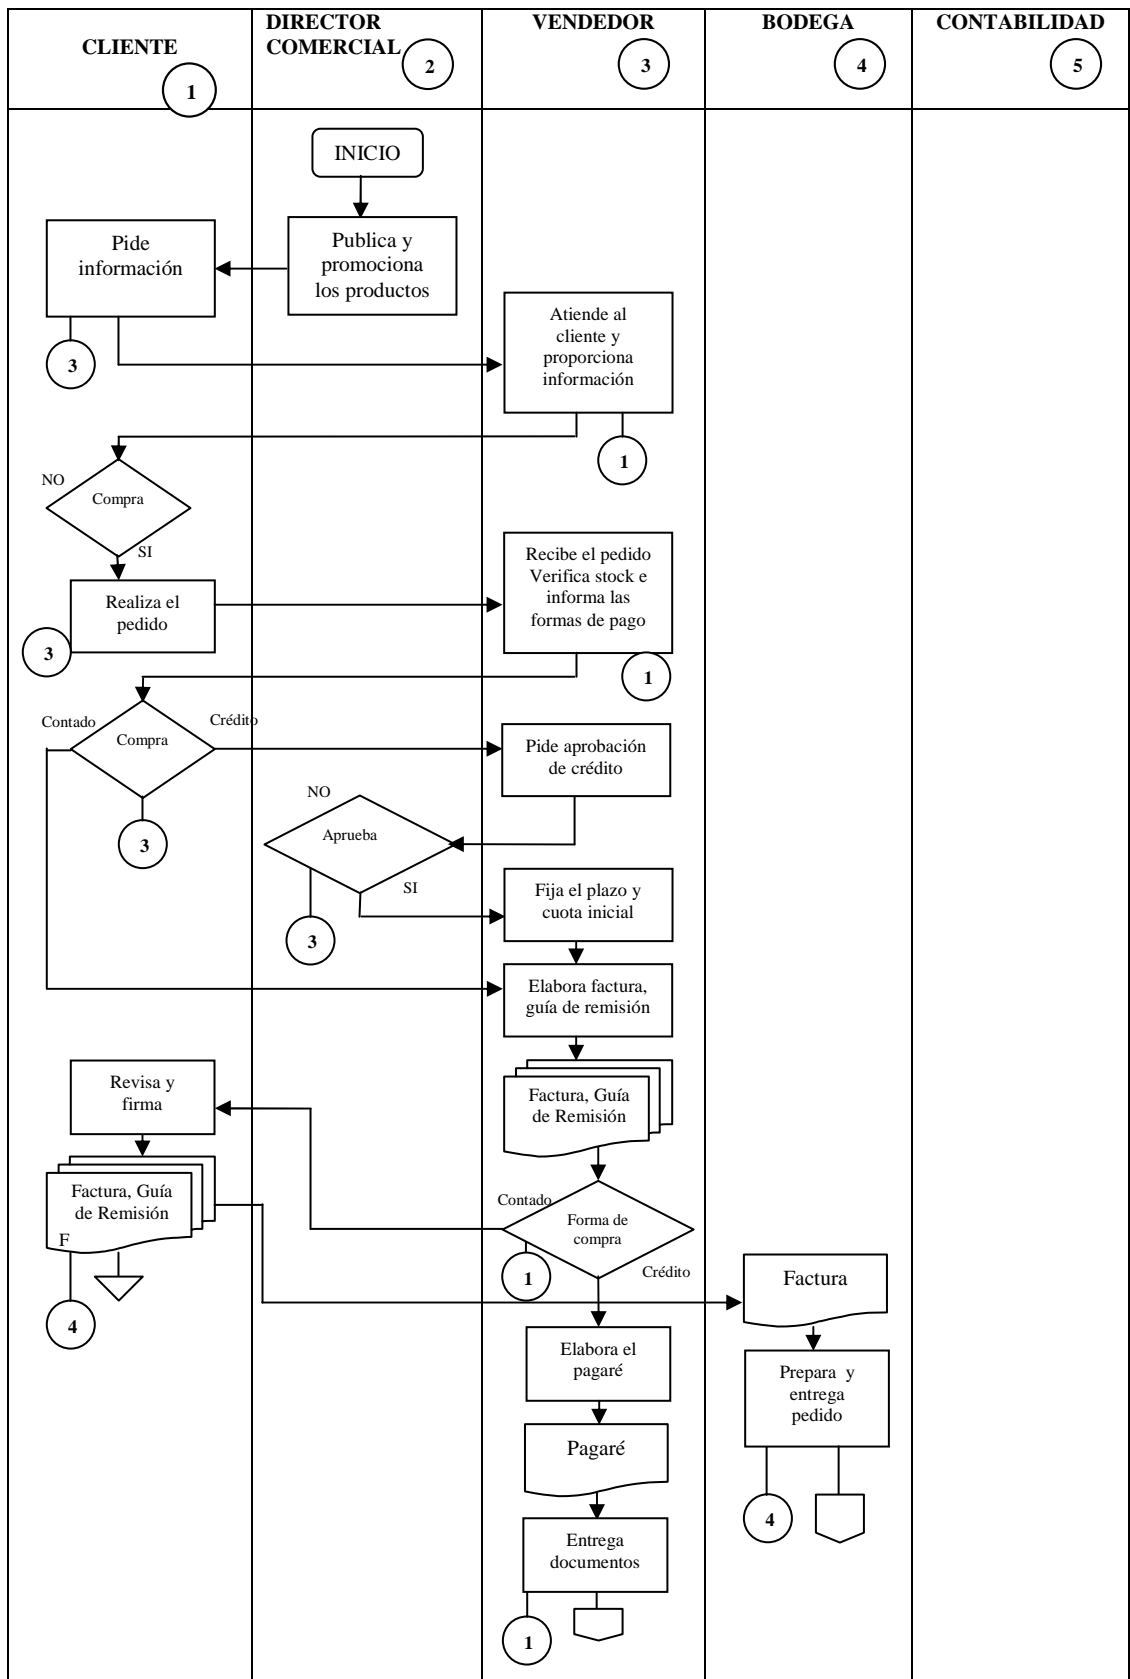 CLIENTE
1
DIRECTOR
COMERCIAL
2
VENDEDOR
3
BODEGA
4
CONTABILIDAD
5
INICIO
Publica y
promociona
los productos
Pide
información
3
Atiende al
cliente y
proporciona
información
1
NO
Compra
SI
Realiza el
pedido
3
Recibe el pedido
Verifica stock e
informa las
formas de pago
1
Contado
Compra
Crédito
3
Pide aprobación
de crédito
NO
Aprueba
SI
3
Fija el plazo y
cuota inicial
Elabora factura,
guía de remisión
Factura, Guía
de Remisión
Revisa y
firma
Factura, Guía
de Remisión
F
4
Contado
Forma de
compra
1
Crédito
Factura
Elabora el
pagaré
Prepara y
entrega
pedido
4
Pagaré
Entrega
documentos
1